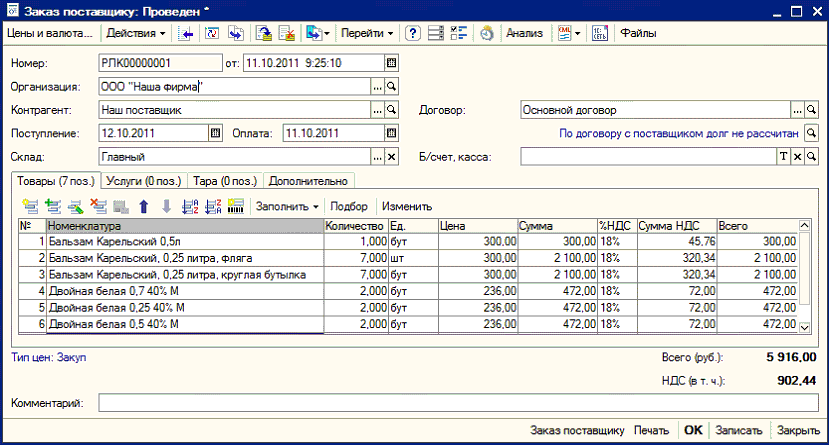 Заказ поставщику: Проведен *
Цены и валюта... Действия Перейти ? Анализ Файлы
Номер: РПК00000001 от: 11.10.2011 9:25:10
Организация: ООО "Наша фирма"
Контрагент: Наш поставщик Договор: Основной договор
Поступление: 12.10.2011 Оплата: 11.10.2011 По договору с поставщиком долг не рассчитан
Склад: Главный Б/счет, касса: T
Товары (7 поз.) Услуги (0 поз.) Тара (0 поз.) Дополнительно
Заполнить Подбор Изменить
№ Номенклатура Количество Ед. Цена Сумма %НДС Сумма НДС Всего
1 Бальзам Карельский 0,5л 1,000 бут 300,00 300,00 18% 45,76 300,00
2 Бальзам Карельский, 0,25 литра, фляга 7,000 шт 300,00 2 100,00 18% 320,34 2 100,00
3 Бальзам Карельский, 0,25 литра, круглая бутылка 7,000 бут 300,00 2 100,00 18% 320,34 2 100,00
4 Двойная белая 0,7 40% М 2,000 бут 236,00 472,00 18% 72,00 472,00
5 Двойная белая 0,25 40% М 2,000 бут 236,00 472,00 18% 72,00 472,00
6 Двойная белая 0,5 40% М 2,000 бут 236,00 472,00 18% 72,00 472,00
Тип цен: Закуп Всего (руб.): 5 916,00
НДС (в т. ч.): 902,44
Комментарий:
Заказ поставщику Печать OK Записать Закрыть